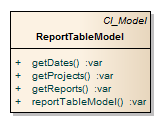 CI_Model
ReportTableModel
+ getDates() :var
+ getProjects() :var
+ getReports() :var
+ reportTableModel() :var